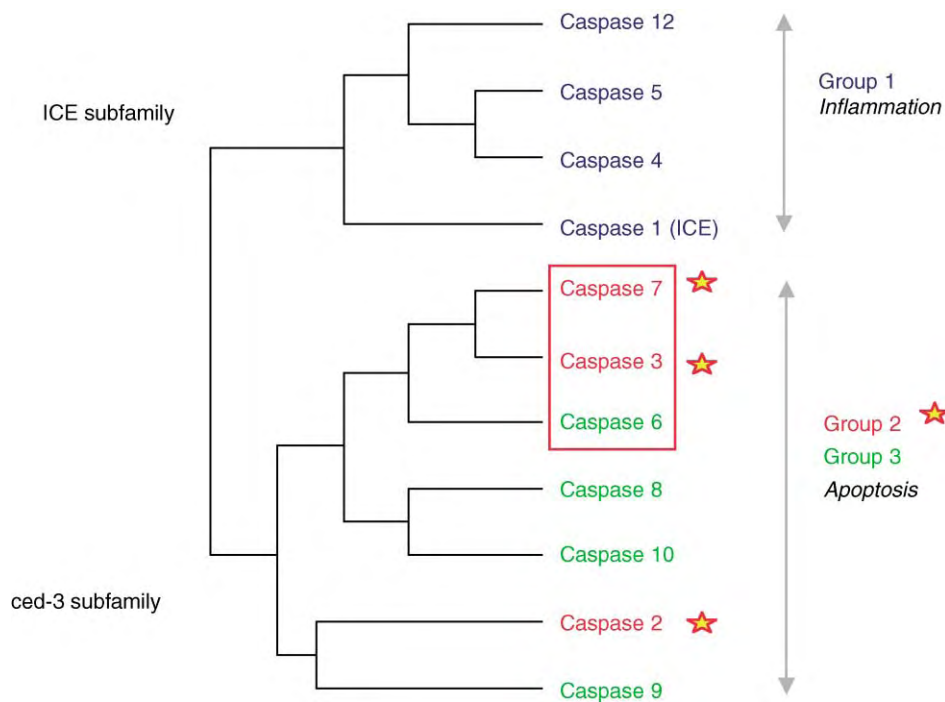 Caspase 12
Caspase 5
Caspase 4
Caspase 1 (ICE)
ICE subfamily
Group 1
Inflammation
Caspase 7
Caspase 3
Caspase 6
Caspase 8
Caspase 10
Caspase 2
Caspase 9
ced-3 subfamily
Group 2
Group 3
Apoptosis